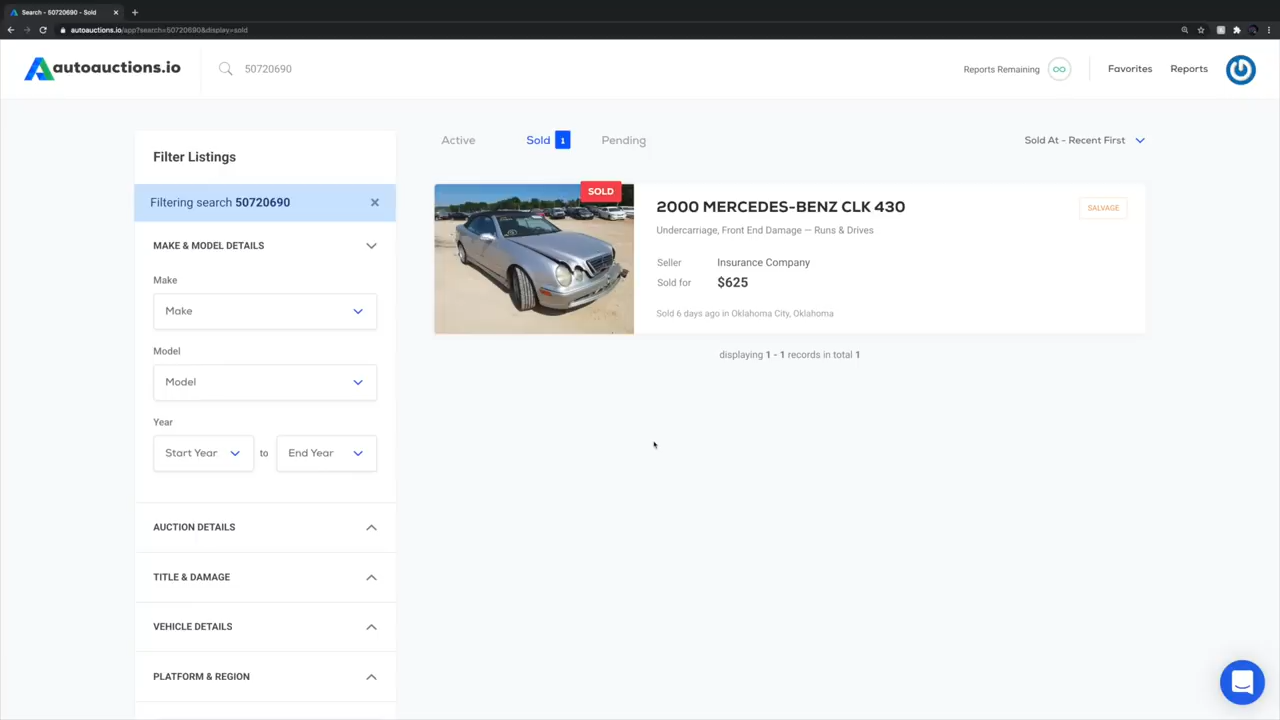 Search - 50720690 - Sold
autoauctions.io/app?search=50720690&display=sold
autoauctions.io
50720690
Reports Remaining
Favorites
Reports
Filter Listings
Filtering search 50720690
MAKE & MODEL DETAILS
Make
Make
Model
Model
Year
Start Year to End Year
AUCTION DETAILS
TITLE & DAMAGE
VEHICLE DETAILS
PLATFORM & REGION
Active
Sold 1
Pending
Sold At - Recent First
SOLD
2000 MERCEDES-BENZ CLK 430
SALVAGE
Undercarriage, Front End Damage — Runs & Drives
Seller Insurance Company
Sold for $625
Sold 6 days ago in Oklahoma City, Oklahoma
displaying 1 - 1 records in total 1